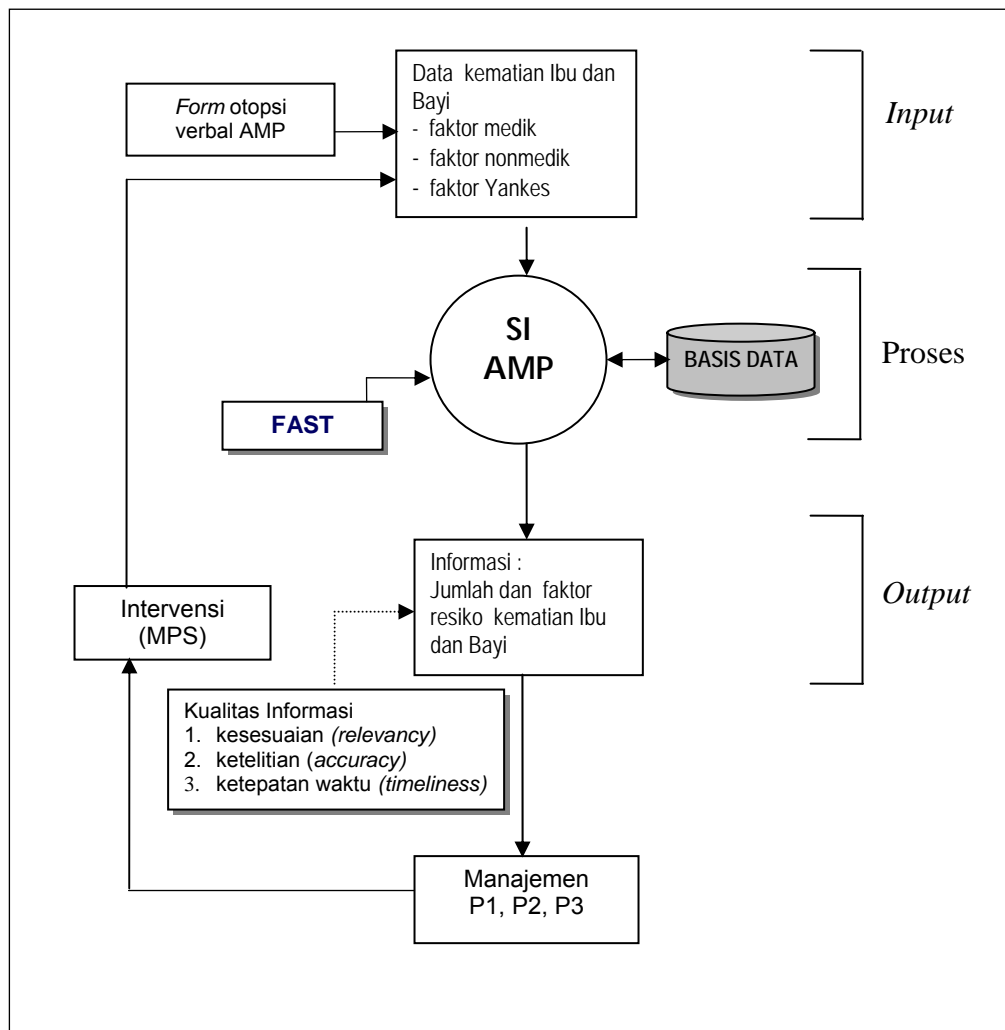 Form otopsi
verbal AMP
Data kematian Ibu dan
Bayi
- faktor medik
- faktor nonmedik
- faktor Yankes
Input
SI
AMP
BASIS DATA
Proses
FAST
Informasi :
Jumlah dan faktor
resiko kematian Ibu
dan Bayi
Output
Intervensi
(MPS)
Kualitas Informasi
1. kesesuaian (relevancy)
2. ketelitian (accuracy)
3. ketepatan waktu (timeliness)
Manajemen
P1, P2, P3